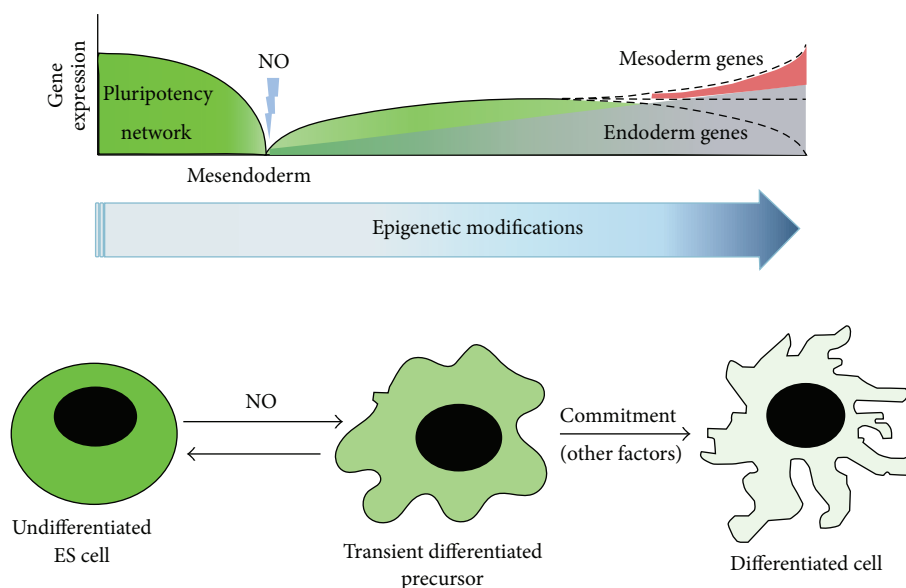 Gene
expression
Pluripotency
network
NO
Mesoderm genes
Endoderm genes
Mesendoderm
Epigenetic modifications
NO
Commitment
(other factors)
Undifferentiated
ES cell
Transient differentiated
precursor
Differentiated cell